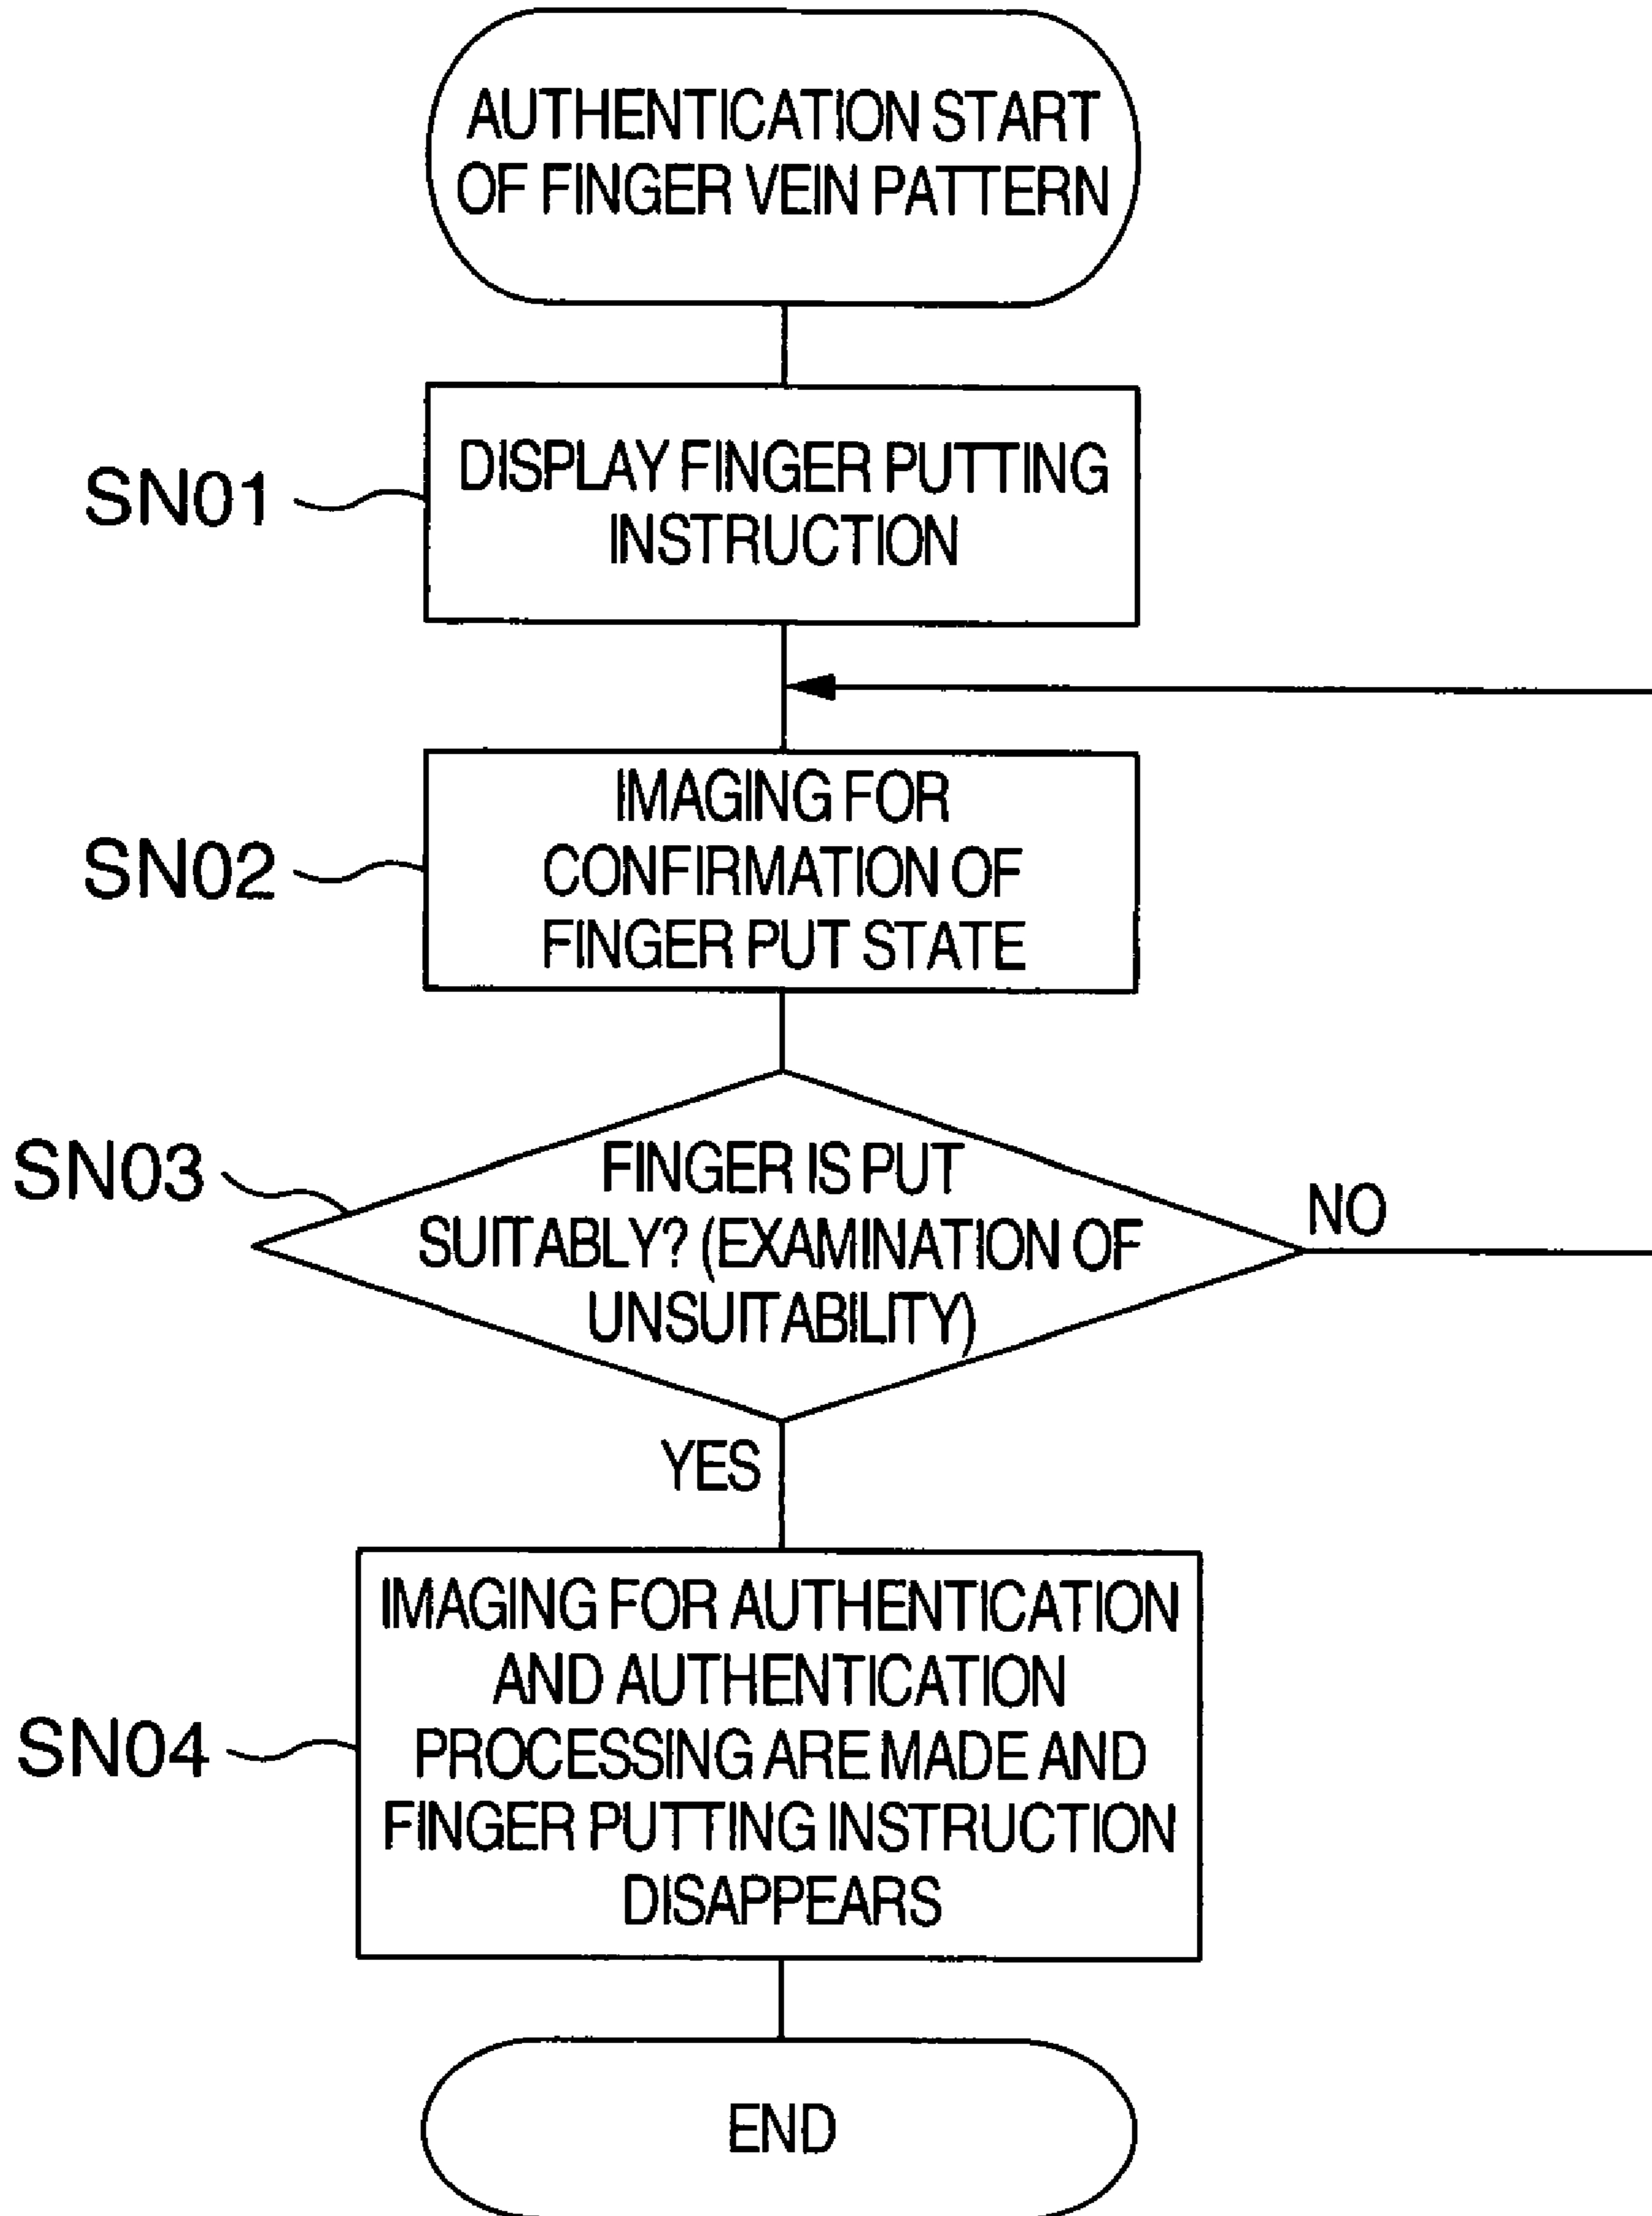 AUTHENTICATION START
OF FINGER VEIN PATTERN
SN01
DISPLAY FINGER PUTTING
INSTRUCTION
SN02
IMAGING FOR
CONFIRMATION OF
FINGER PUT STATE
SN03
FINGER IS PUT
SUITABLY? (EXAMINATION OF
UNSUITABILITY)
NO
YES
SN04
IMAGING FOR AUTHENTICATION
AND AUTHENTICATION
PROCESSING ARE MADE AND
FINGER PUTTING INSTRUCTION
DISAPPEARS
END